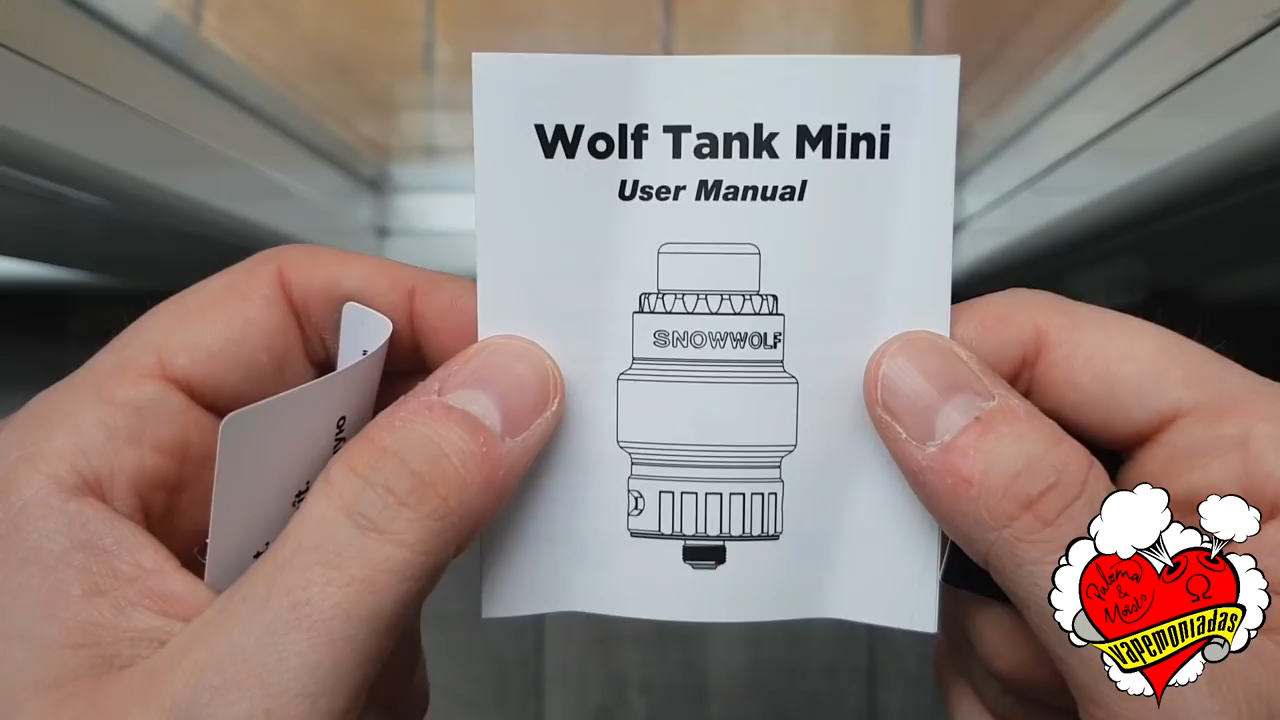 Wolf Tank Mini
User Manual
SNOWWOLF
Paloma
&
Moisés
Ω
Vapemoniadas